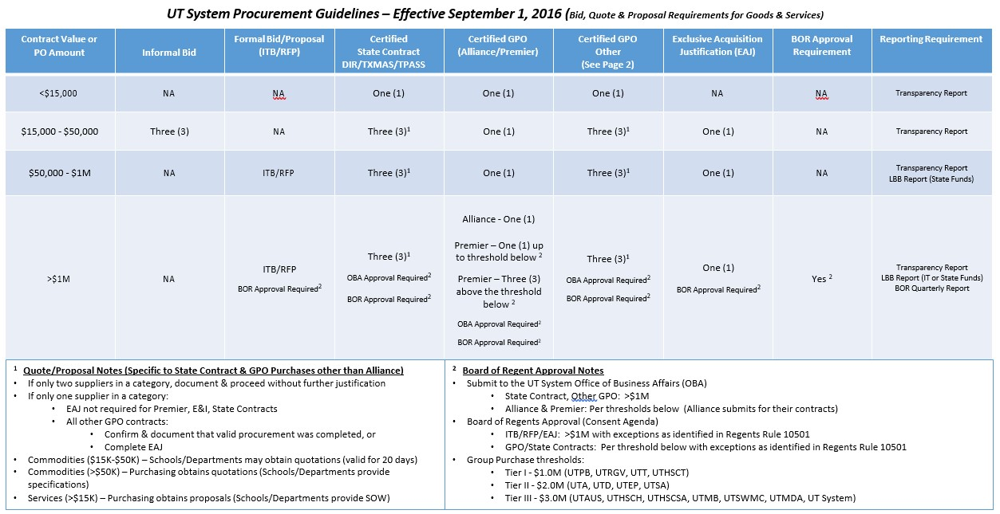 UT System Procurement Guidelines – Effective September 1, 2016 (Bid, Quote & Proposal Requirements for Goods & Services)
Contract Value or
PO Amount
Informal Bid
Formal Bid/Proposal
(ITB/RFP)
Certified
State Contract
DIR/TXMAS/TPASS
Certified GPO
(Alliance/Premier)
Certified GPO
Other
(See Page 2)
Exclusive Acquisition
Justification (EAJ)
BOR Approval
Requirement
Reporting Requirement
<$15,000
NA
NA
One (1)
One (1)
One (1)
NA
NA
Transparency Report
$15,000 - $50,000
Three (3)
NA
Three (3)¹
One (1)
Three (3)¹
One (1)
NA
Transparency Report
$50,000 - $1M
NA
ITB/RFP
Three (3)¹
One (1)
Three (3)¹
One (1)
NA
Transparency Report
LBB Report (State Funds)
>$1M
NA
ITB/RFP
BOR Approval Required²
Three (3)¹
OBA Approval Required²
BOR Approval Required²
Alliance - One (1)
Premier – One (1) up
to threshold below ²
Premier – Three (3)
above the threshold
below ²
OBA Approval Required²
BOR Approval Required²
Three (3)¹
OBA Approval Required²
BOR Approval Required²
One (1)
BOR Approval Required²
Yes ²
Transparency Report
LBB Report (IT or State Funds)
BOR Quarterly Report
¹ Quote/Proposal Notes (Specific to State Contract & GPO Purchases other than Alliance)
• If only two suppliers in a category, document & proceed without further justification
• If only one supplier in a category:
• EAJ not required for Premier, E&I, State Contracts
• All other GPO contracts:
• Confirm & document that valid procurement was completed, or
• Complete EAJ
• Commodities ($15K-$50K) – Schools/Departments may obtain quotations (valid for 20 days)
• Commodities (>$50K) – Purchasing obtains quotations (Schools/Departments provide
specifications)
• Services (>$15K) – Purchasing obtains proposals (Schools/Departments provide SOW)
² Board of Regent Approval Notes
• Submit to the UT System Office of Business Affairs (OBA)
• State Contract, Other GPO: >$1M
• Alliance & Premier: Per thresholds below (Alliance submits for their contracts)
• Board of Regents Approval (Consent Agenda)
• ITB/RFP/EAJ: >$1M with exceptions as identified in Regents Rule 10501
• GPO/State Contracts: Per threshold below with exceptions as identified in Regents Rule 10501
• Group Purchase thresholds:
• Tier I - $1.0M (UTPB, UTRGV, UTT, UTHSCT)
• Tier II - $2.0M (UTA, UTD, UTEP, UTSA)
• Tier III - $3.0M (UTAUS, UTHSCH, UTHSCSA, UTMB, UTSWMC, UTMDA, UT System)